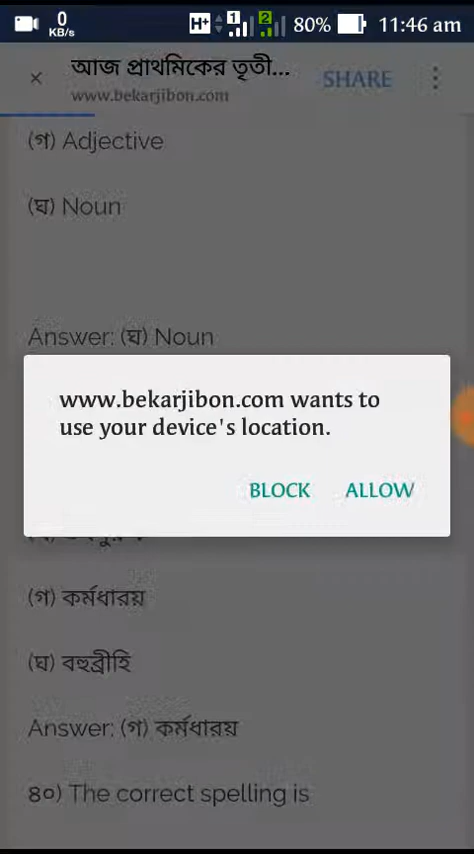 0
KB/s
H+ 1 2 80% 11:46 am
× আজ প্রাথমিকের তৃতী... SHARE
www.bekarjibon.com
(গ) Adjective
(ঘ) Noun
Answer: (ঘ) Noun
www.bekarjibon.com wants to
use your device's location.
BLOCK ALLOW
(গ) কর্মধারয়
(ঘ) বহুব্রীহি
Answer: (গ) কর্মধারয়
৪০) The correct spelling is